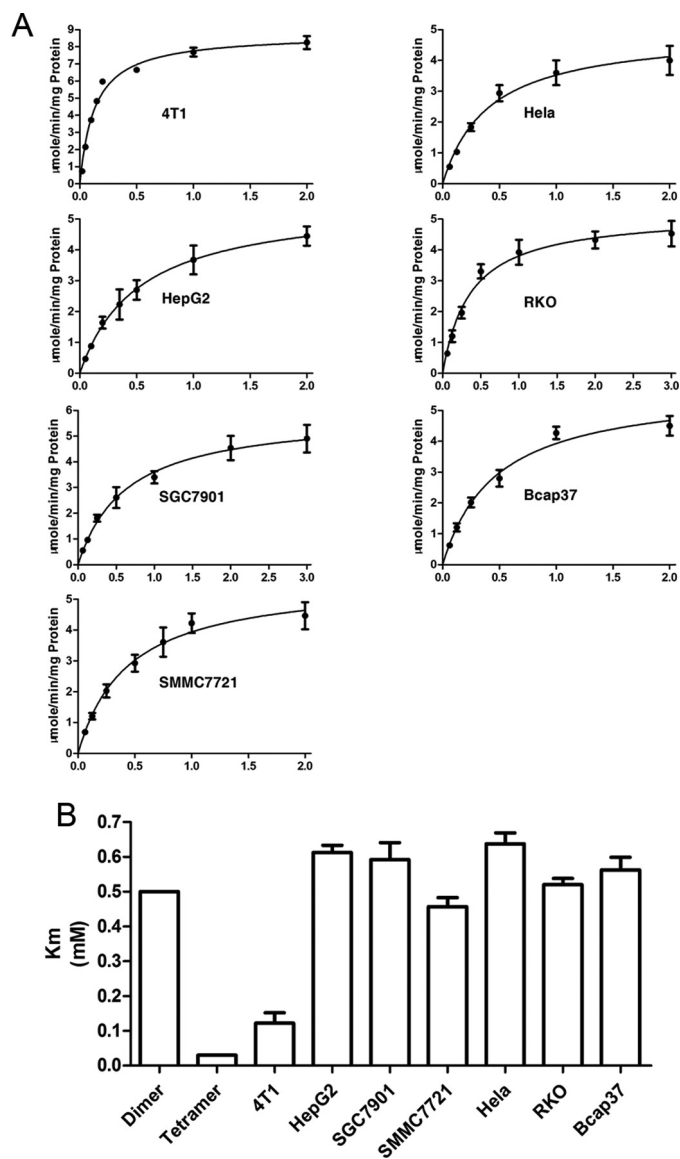 A
µmole/min/mg Protein
9
8
7
6
5
4
3
2
1
0
4T1
0.0 0.5 1.0 1.5 2.0
5
4
3
2
1
0
µmole/min/mg Protein
Hela
0.0 0.5 1.0 1.5 2.0
µmole/min/mg Protein
5
4
3
2
1
0
HepG2
0.0 0.5 1.0 1.5 2.0
µmole/min/mg Protein
5
4
3
2
1
0
RKO
0.0 0.5 1.0 1.5 2.0 2.5 3.0
µmole/min/mg Protein
6
5
4
3
2
1
0
SGC7901
0.0 0.5 1.0 1.5 2.0 2.5 3.0
µmole/min/mg Protein
5
4
3
2
1
0
Bcap37
0.0 0.5 1.0 1.5 2.0
µmole/min/mg Protein
5
4
3
2
1
0
SMMC7721
0.0 0.5 1.0 1.5 2.0
B
Km
(mM)
0.7
0.6
0.5
0.4
0.3
0.2
0.1
0.0
Dimer
Tetramer
4T1
HepG2
SGC7901
SMMC7721
Hela
RKO
Bcap37